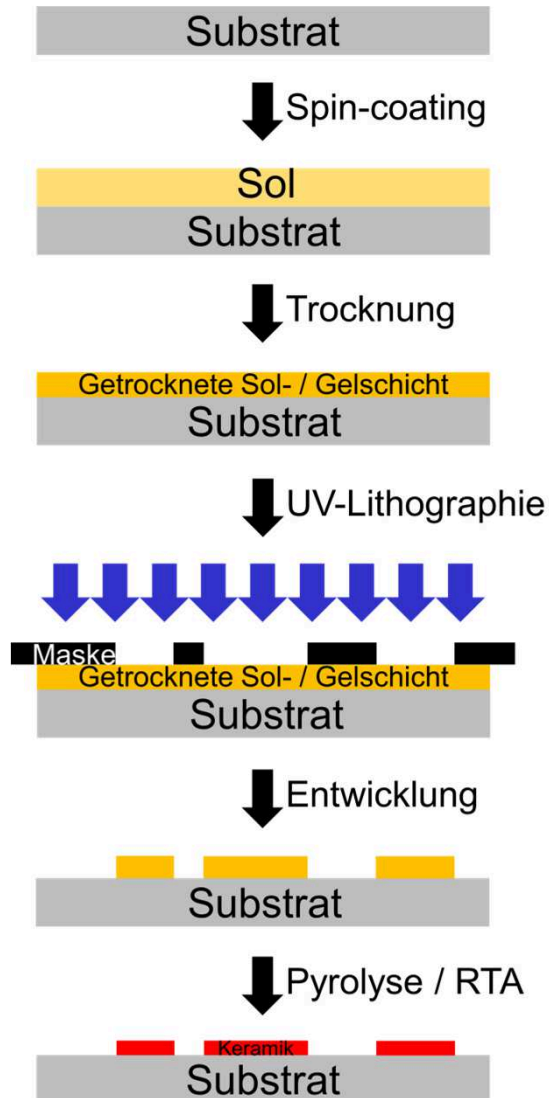 Substrat
Spin-coating
Sol
Substrat
Trocknung
Getrocknete Sol- / Gelschicht
Substrat
UV-Lithographie
Maske
Getrocknete Sol- / Gelschicht
Substrat
Entwicklung
Substrat
Pyrolyse / RTA
Keramik
Substrat